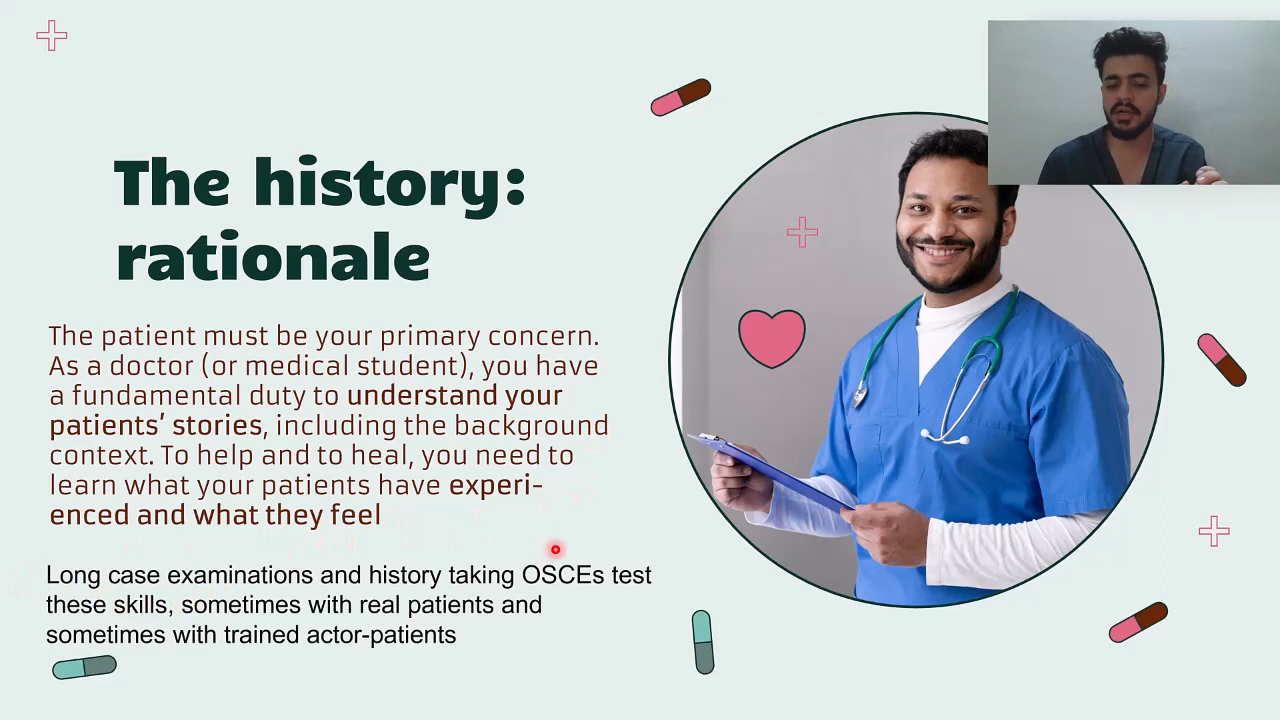 The history:
rationale
The patient must be your primary concern.
As a doctor (or medical student), you have
a fundamental duty to understand your
patients’ stories, including the background
context. To help and to heal, you need to
learn what your patients have experi-
enced and what they feel
Long case examinations and history taking OSCEs test
these skills, sometimes with real patients and
sometimes with trained actor-patients